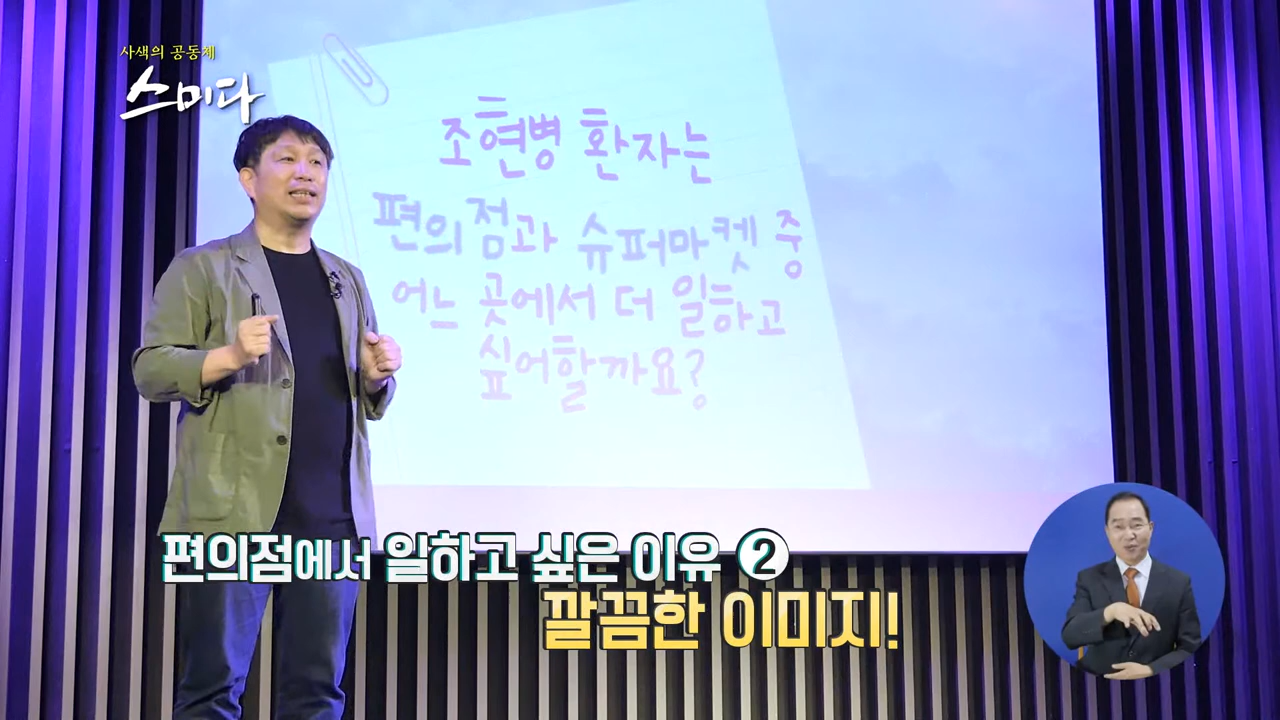 사색의 공동체
스미다
조현병 환자는
편의점과 슈퍼마켓 중
어느 곳에서 더 일하고
싶어할까요?
편의점에서 일하고 싶은 이유 ②
깔끔한 이미지!